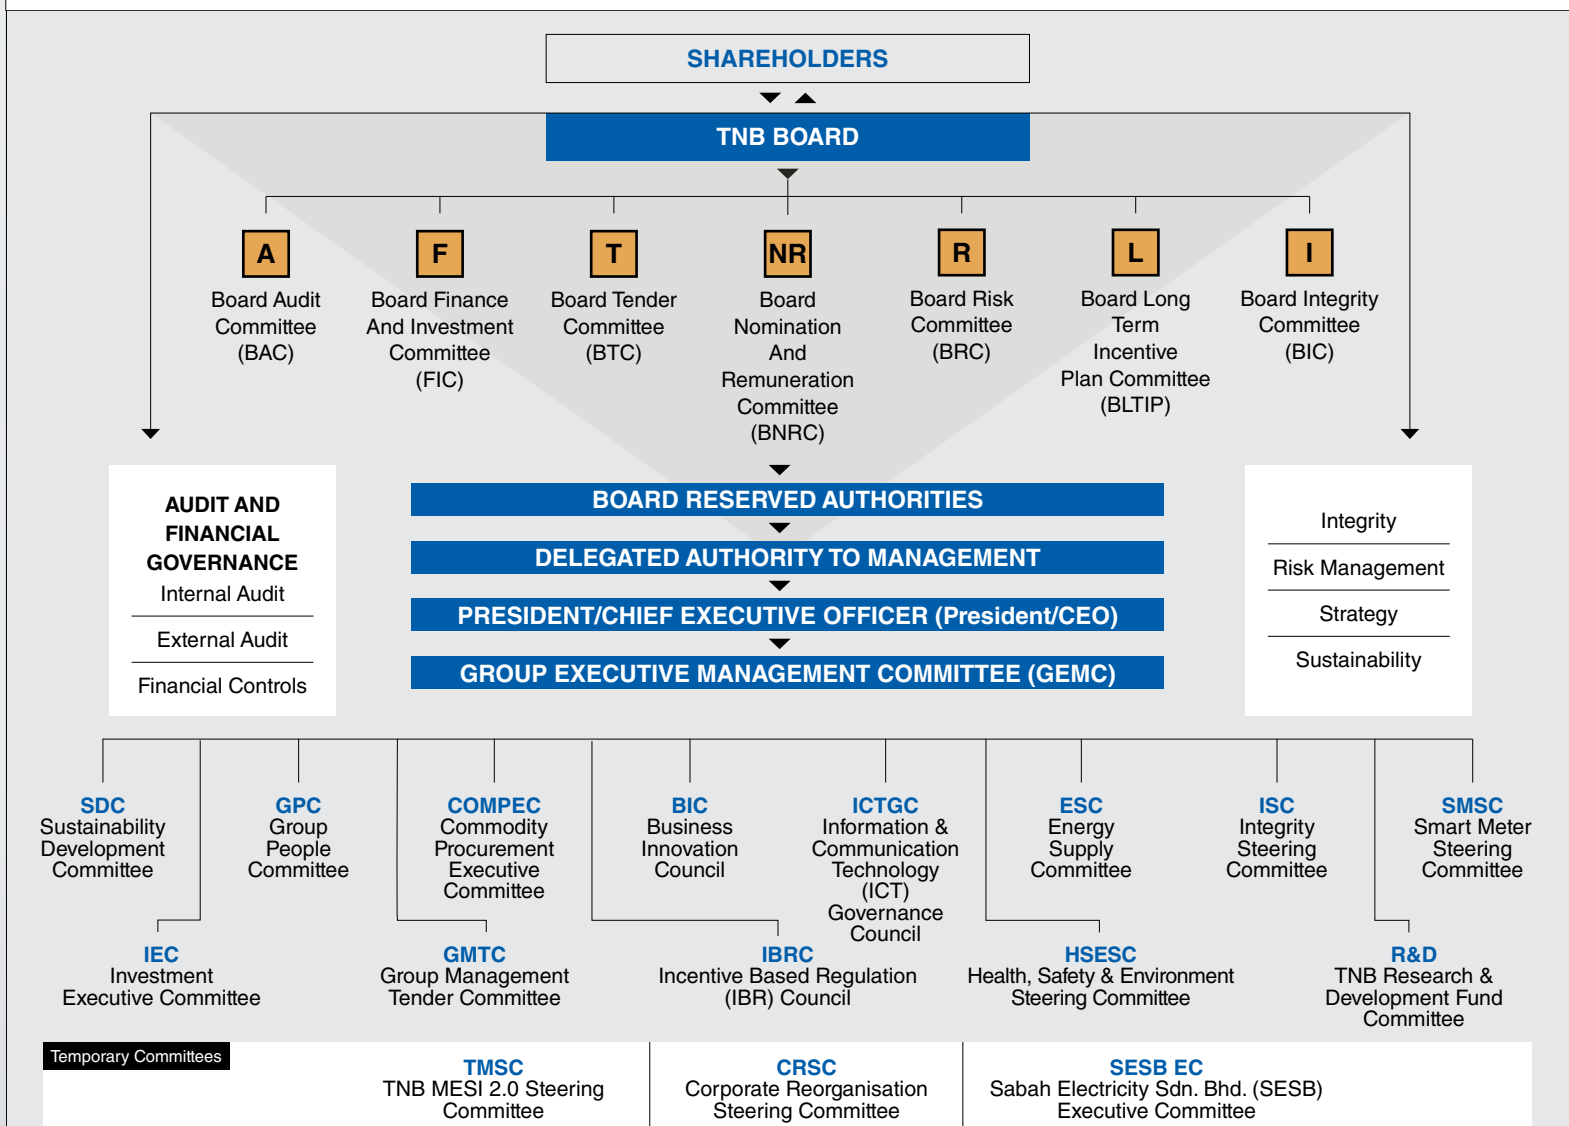 SHAREHOLDERS
TNB BOARD
A
F
T
NR
R
L
I
Board Audit
Committee
(BAC)
Board Finance
And Investment
Committee
(FIC)
Board Tender
Committee
(BTC)
Board
Nomination
And
Remuneration
Committee
(BNRC)
Board Risk
Committee
(BRC)
Board Long
Term
Incentive
Plan Committee
(BLTIP)
Board Integrity
Committee
(BIC)
AUDIT AND
FINANCIAL
GOVERNANCE
Internal Audit
External Audit
Financial Controls
BOARD RESERVED AUTHORITIES
DELEGATED AUTHORITY TO MANAGEMENT
PRESIDENT/CHIEF EXECUTIVE OFFICER (President/CEO)
GROUP EXECUTIVE MANAGEMENT COMMITTEE (GEMC)
Integrity
Risk Management
Strategy
Sustainability
SDC
Sustainability
Development
Committee
GPC
Group
People
Committee
COMPEC
Commodity
Procurement
Executive
Committee
BIC
Business
Innovation
Council
ICTGC
Information &
Communication
Technology
(ICT)
Governance
Council
ESC
Energy
Supply
Committee
ISC
Integrity
Steering
Committee
SMSC
Smart Meter
Steering
Committee
IEC
Investment
Executive Committee
GMTC
Group Management
Tender Committee
IBRC
Incentive Based Regulation
(IBR) Council
HSESC
Health, Safety & Environment
Steering Committee
R&D
TNB Research &
Development Fund
Committee
Temporary Committees
TMSC
TNB MESI 2.0 Steering
Committee
CRSC
Corporate Reorganisation
Steering Committee
SESB EC
Sabah Electricity Sdn. Bhd. (SESB)
Executive Committee